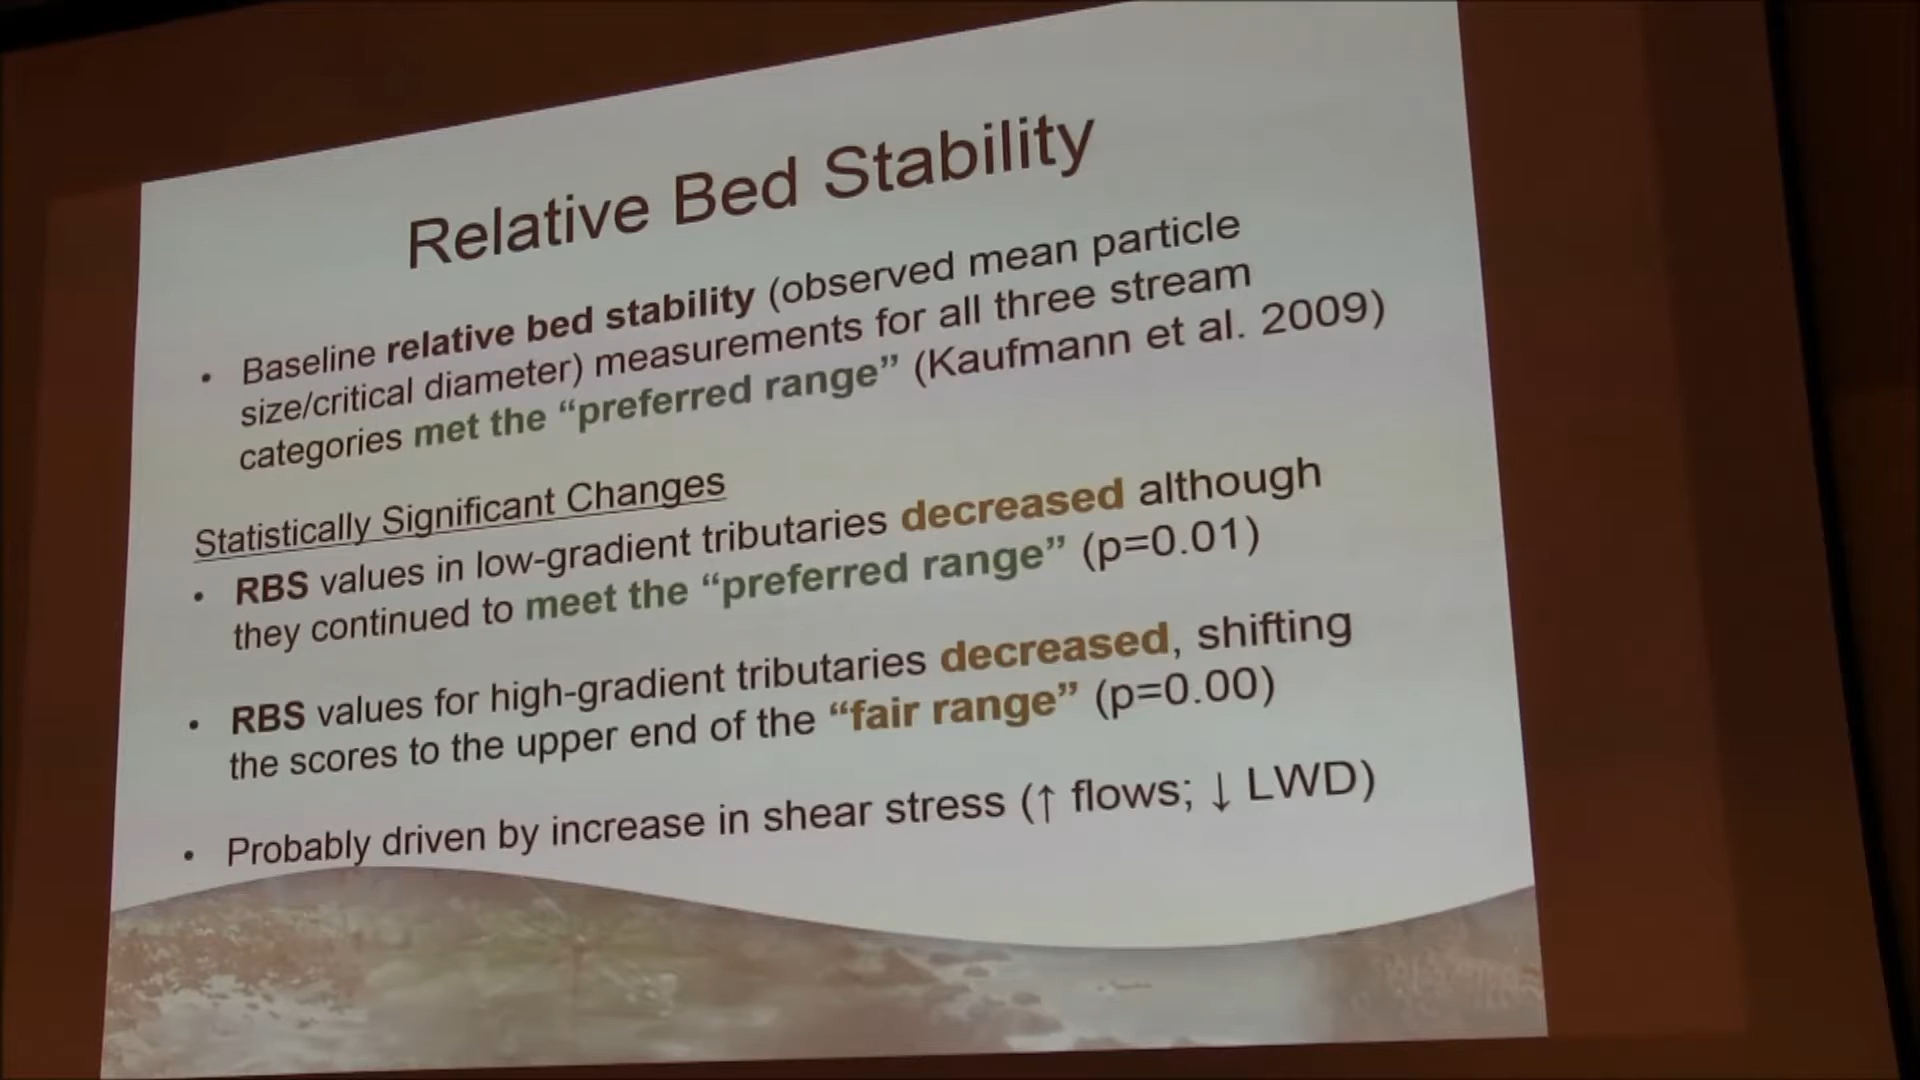 Relative Bed Stability
• Baseline relative bed stability (observed mean particle
size/critical diameter) measurements for all three stream
categories met the “preferred range” (Kaufmann et al. 2009)
Statistically Significant Changes
• RBS values in low-gradient tributaries decreased although
they continued to meet the “preferred range” (p=0.01)
• RBS values for high-gradient tributaries decreased, shifting
the scores to the upper end of the “fair range” (p=0.00)
• Probably driven by increase in shear stress (↑ flows; ↓ LWD)